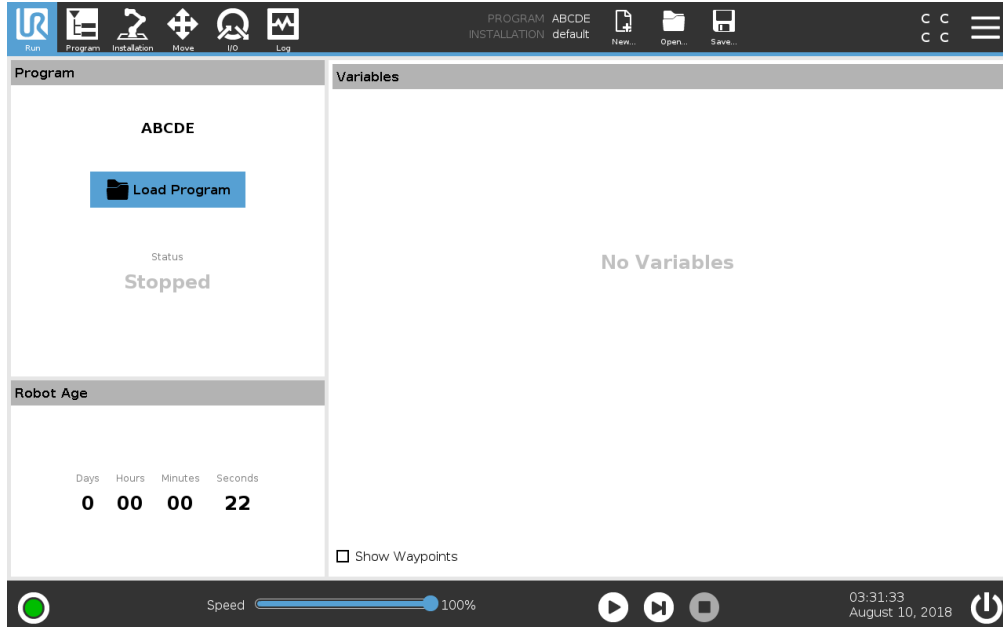 UR
PROGRAM ABCDE
INSTALLATION default
C C
C C
Run Program Installation Move I/O Log
New... Open... Save...
Program
Variables
ABCDE
Load Program
Status
Stopped
No Variables
Robot Age
Days Hours Minutes Seconds
0 00 00 22
Show Waypoints
Speed 100%
03:31:33
August 10, 2018